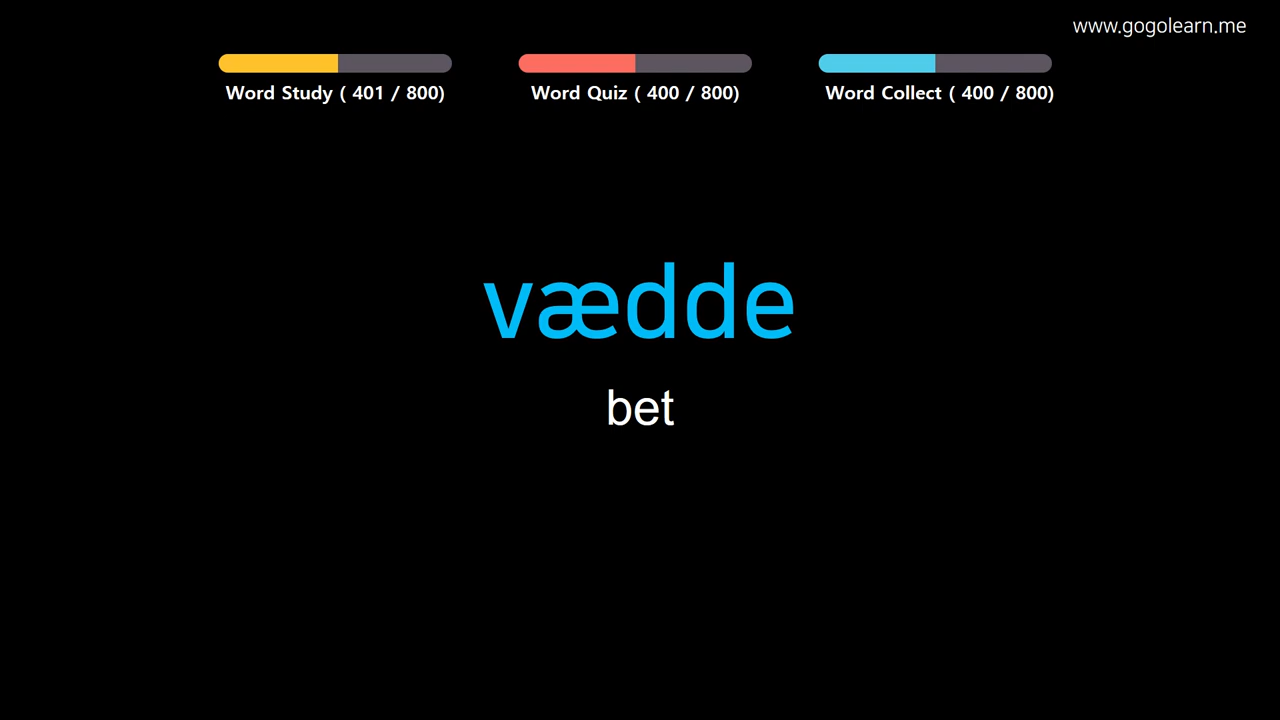 www.gogolearn.me
Word Study ( 401 / 800)
Word Quiz ( 400 / 800)
Word Collect ( 400 / 800)
vædde
bet